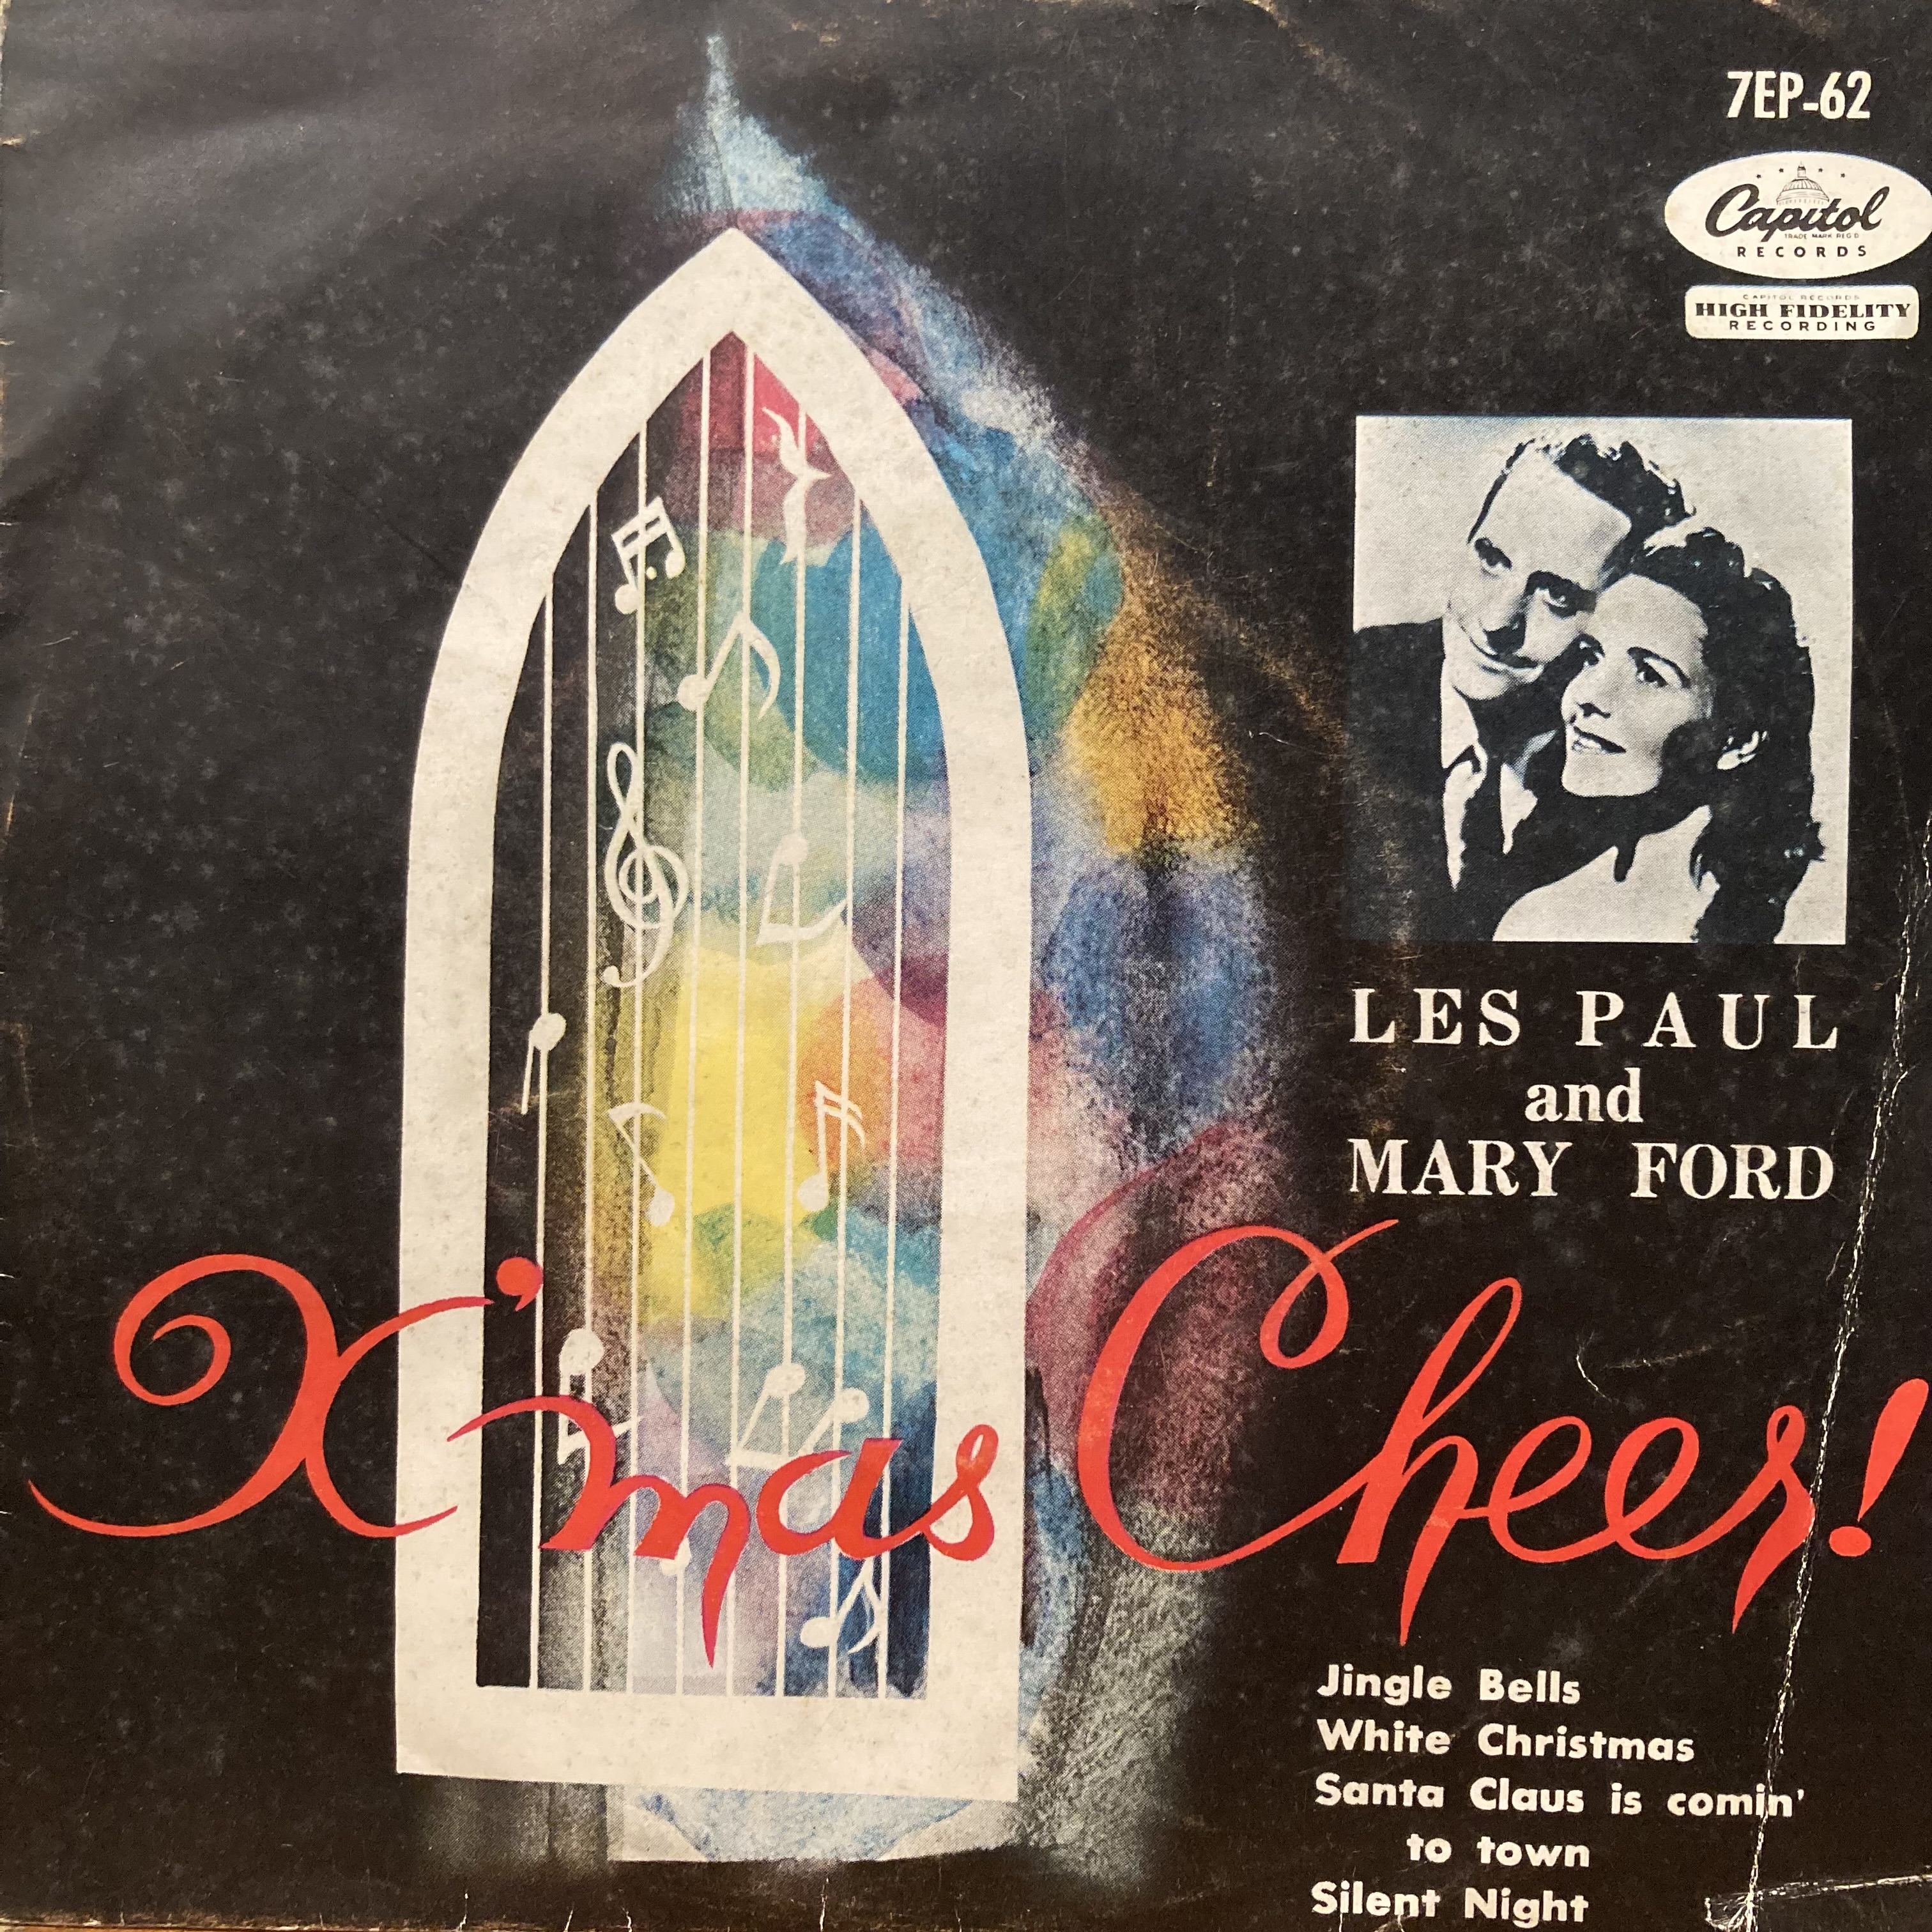 7EP-62
Capitol
TRADE MARK REG'D
RECORDS
CAPITOL RECORDS
HIGH FIDELITY
RECORDING
LES PAUL
and
MARY FORD
X'mas Cheer!
Jingle Bells
White Christmas
Santa Claus is comin'
to town
Silent Night